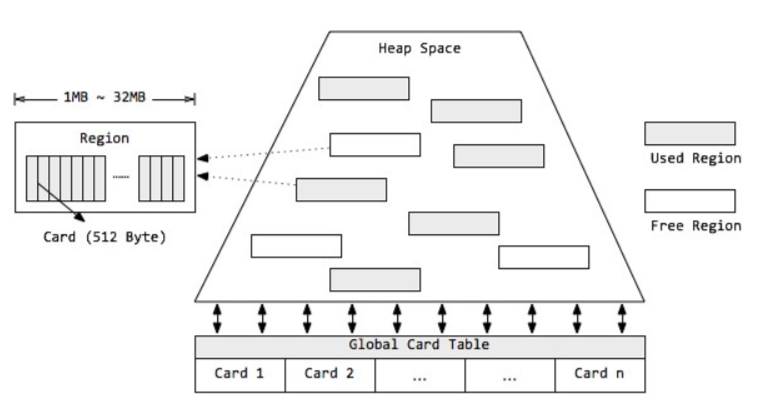 Heap Space
1MB ~ 32MB
Region
......
Card (512 Byte)
Used Region
Free Region
Global Card Table
Card 1
Card 2
...
...
Card n